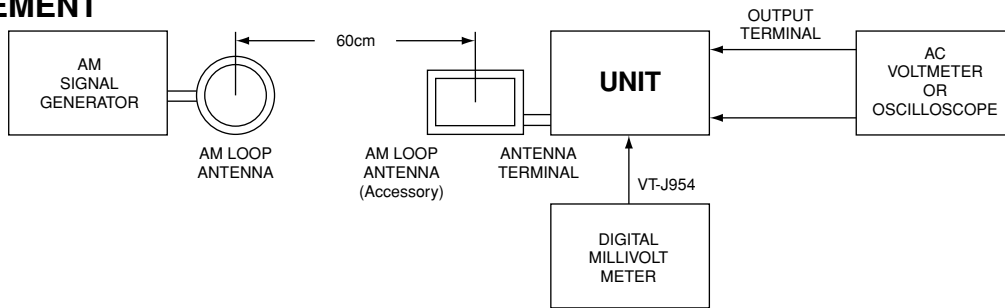 EMENT
60cm
OUTPUT
TERMINAL
AM
SIGNAL
GENERATOR
UNIT
AC
VOLTMETER
OR
OSCILLOSCOPE
AM LOOP
ANTENNA
AM LOOP
ANTENNA
(Accessory)
ANTENNA
TERMINAL
VT-J954
DIGITAL
MILLIVOLT
METER